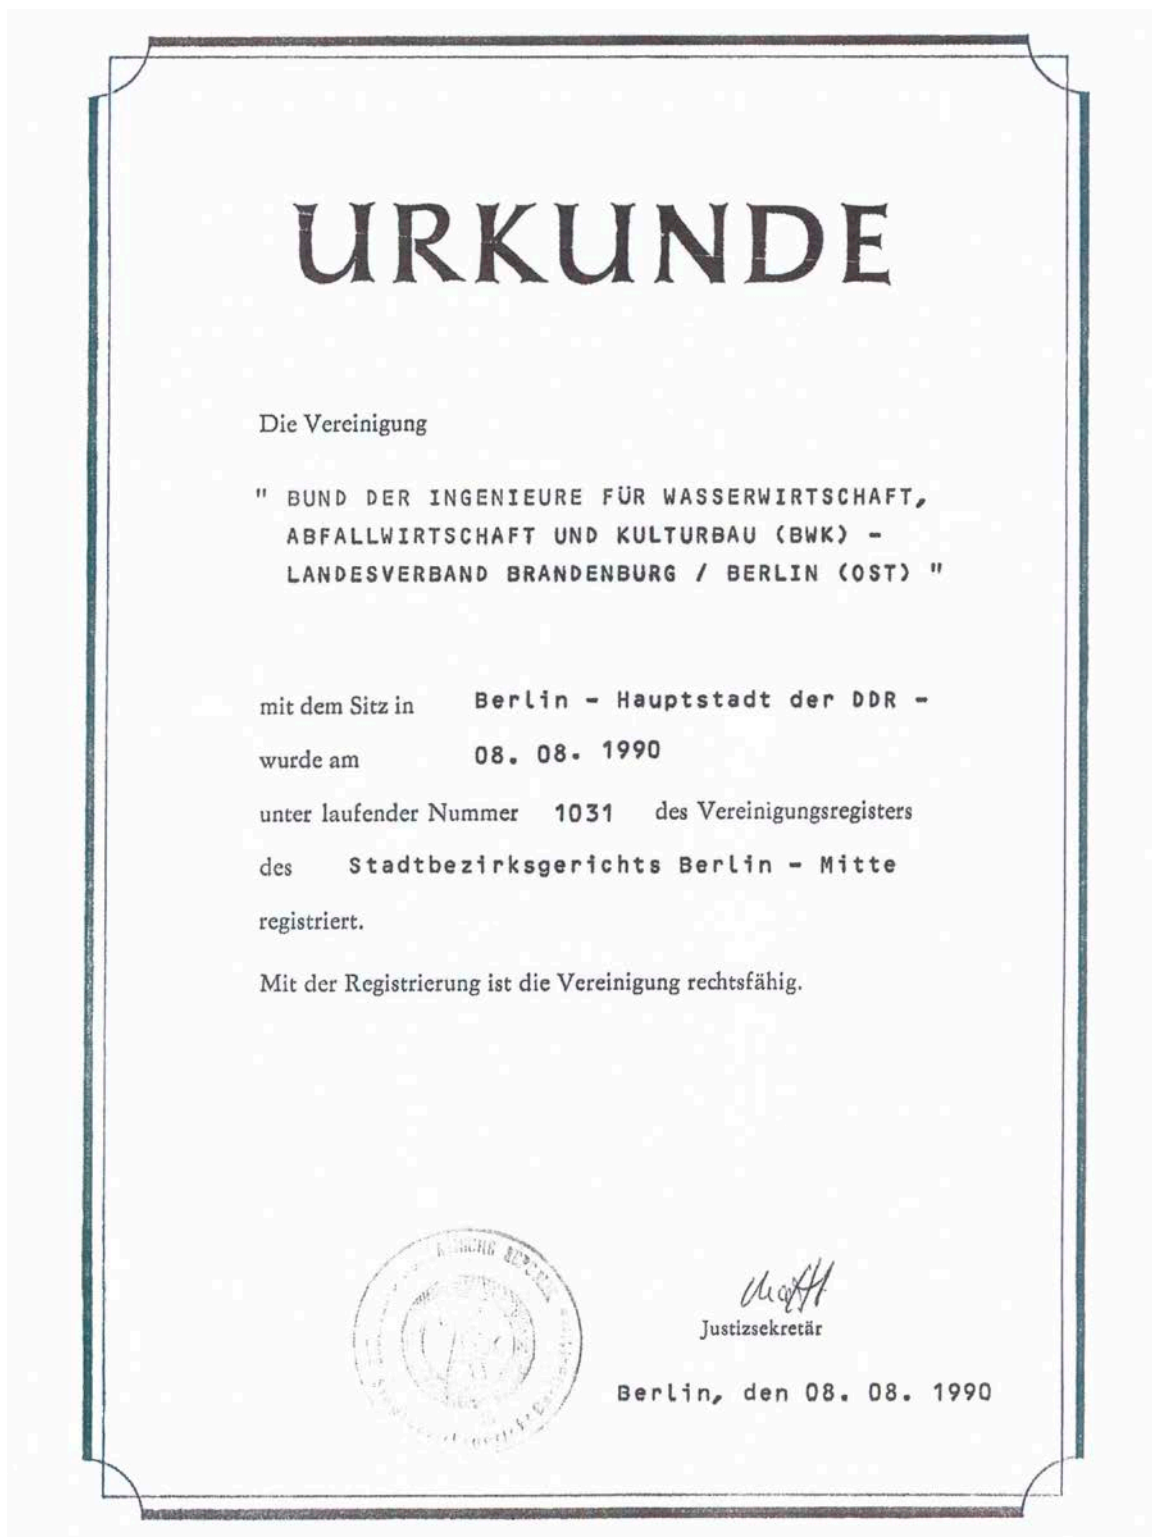 URKUNDE
Die Vereinigung
" BUND DER INGENIEURE FÜR WASSERWIRTSCHAFT,
ABFALLWIRTSCHAFT UND KULTURBAU (BWK) -
LANDESVERBAND BRANDENBURG / BERLIN (OST) "
mit dem Sitz in Berlin - Hauptstadt der DDR -
wurde am 08. 08. 1990
unter laufender Nummer 1031 des Vereinigungsregisters
des Stadtbezirksgerichts Berlin - Mitte
registriert.
Mit der Registrierung ist die Vereinigung rechtsfähig.
Justizsekretär
Berlin, den 08. 08. 1990